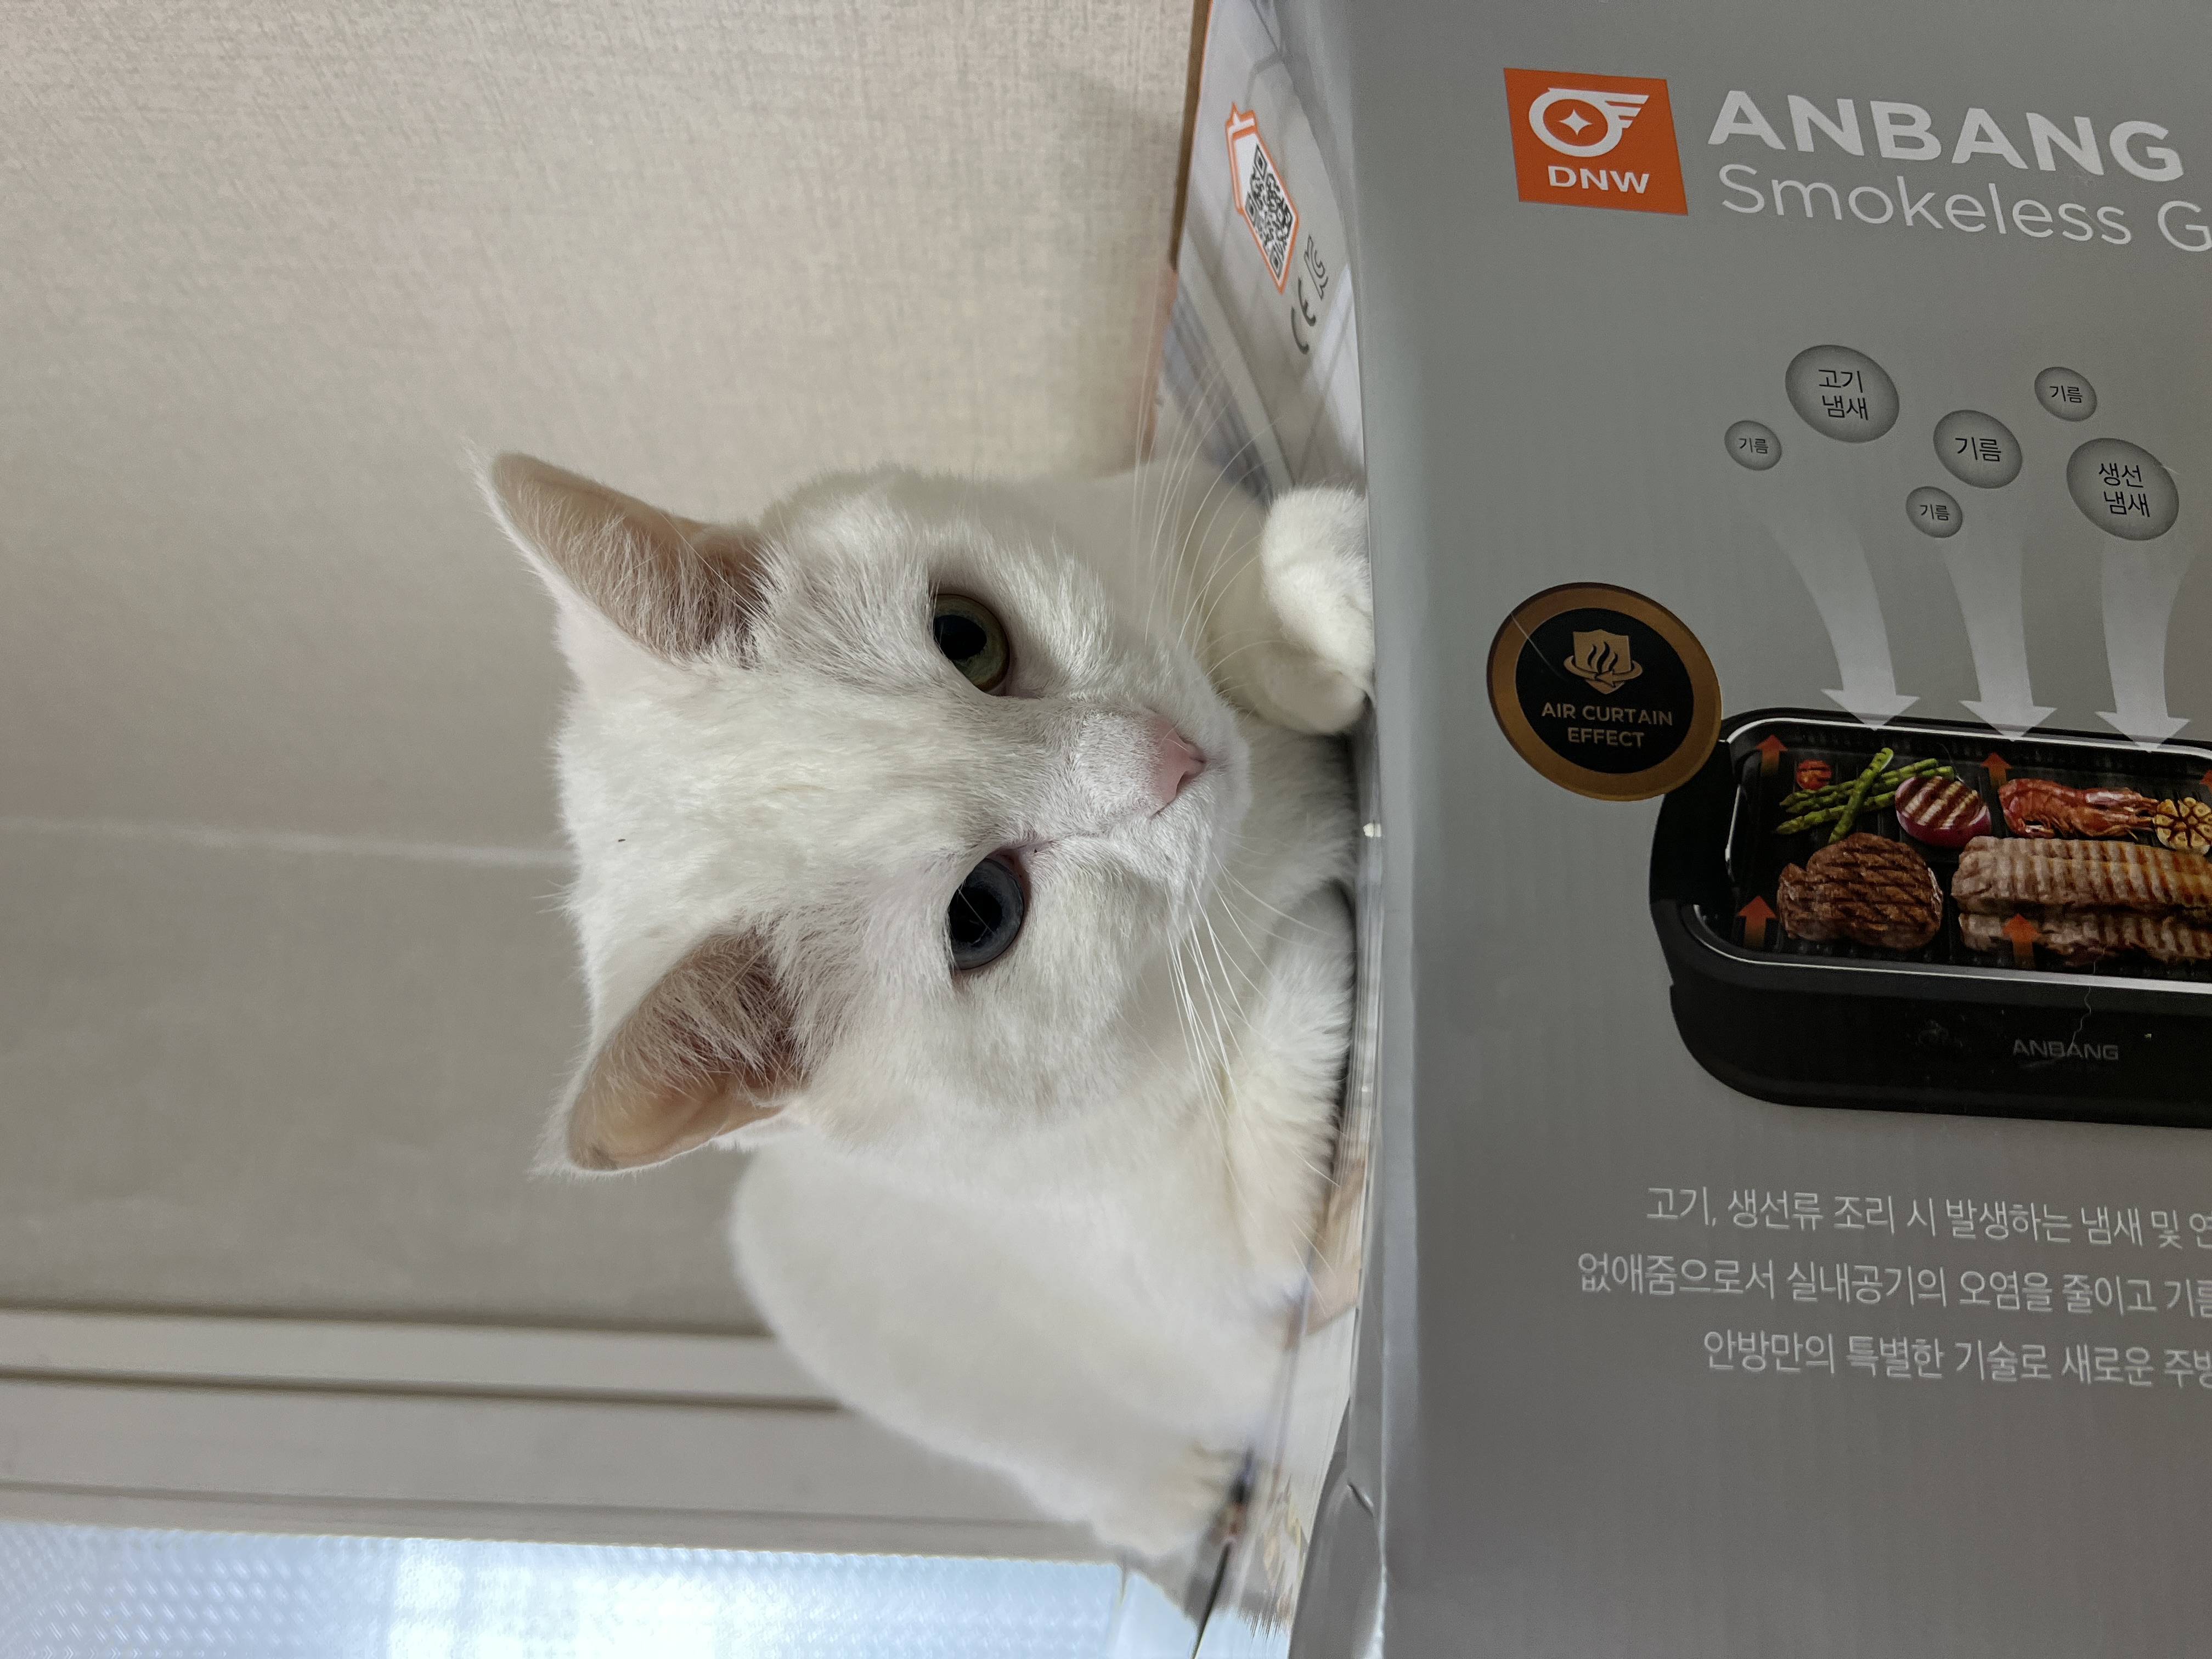 DNW
ANBANG
Smokeless G
기름
고기
냄새
기름
기름
기름
생선
냄새
AIR CURTAIN
EFFECT
ANBANG
고기, 생선류 조리 시 발생하는 냄새 및 연
없애줌으로서 실내공기의 오염을 줄이고 기름
안방만의 특별한 기술로 새로운 주방
CE